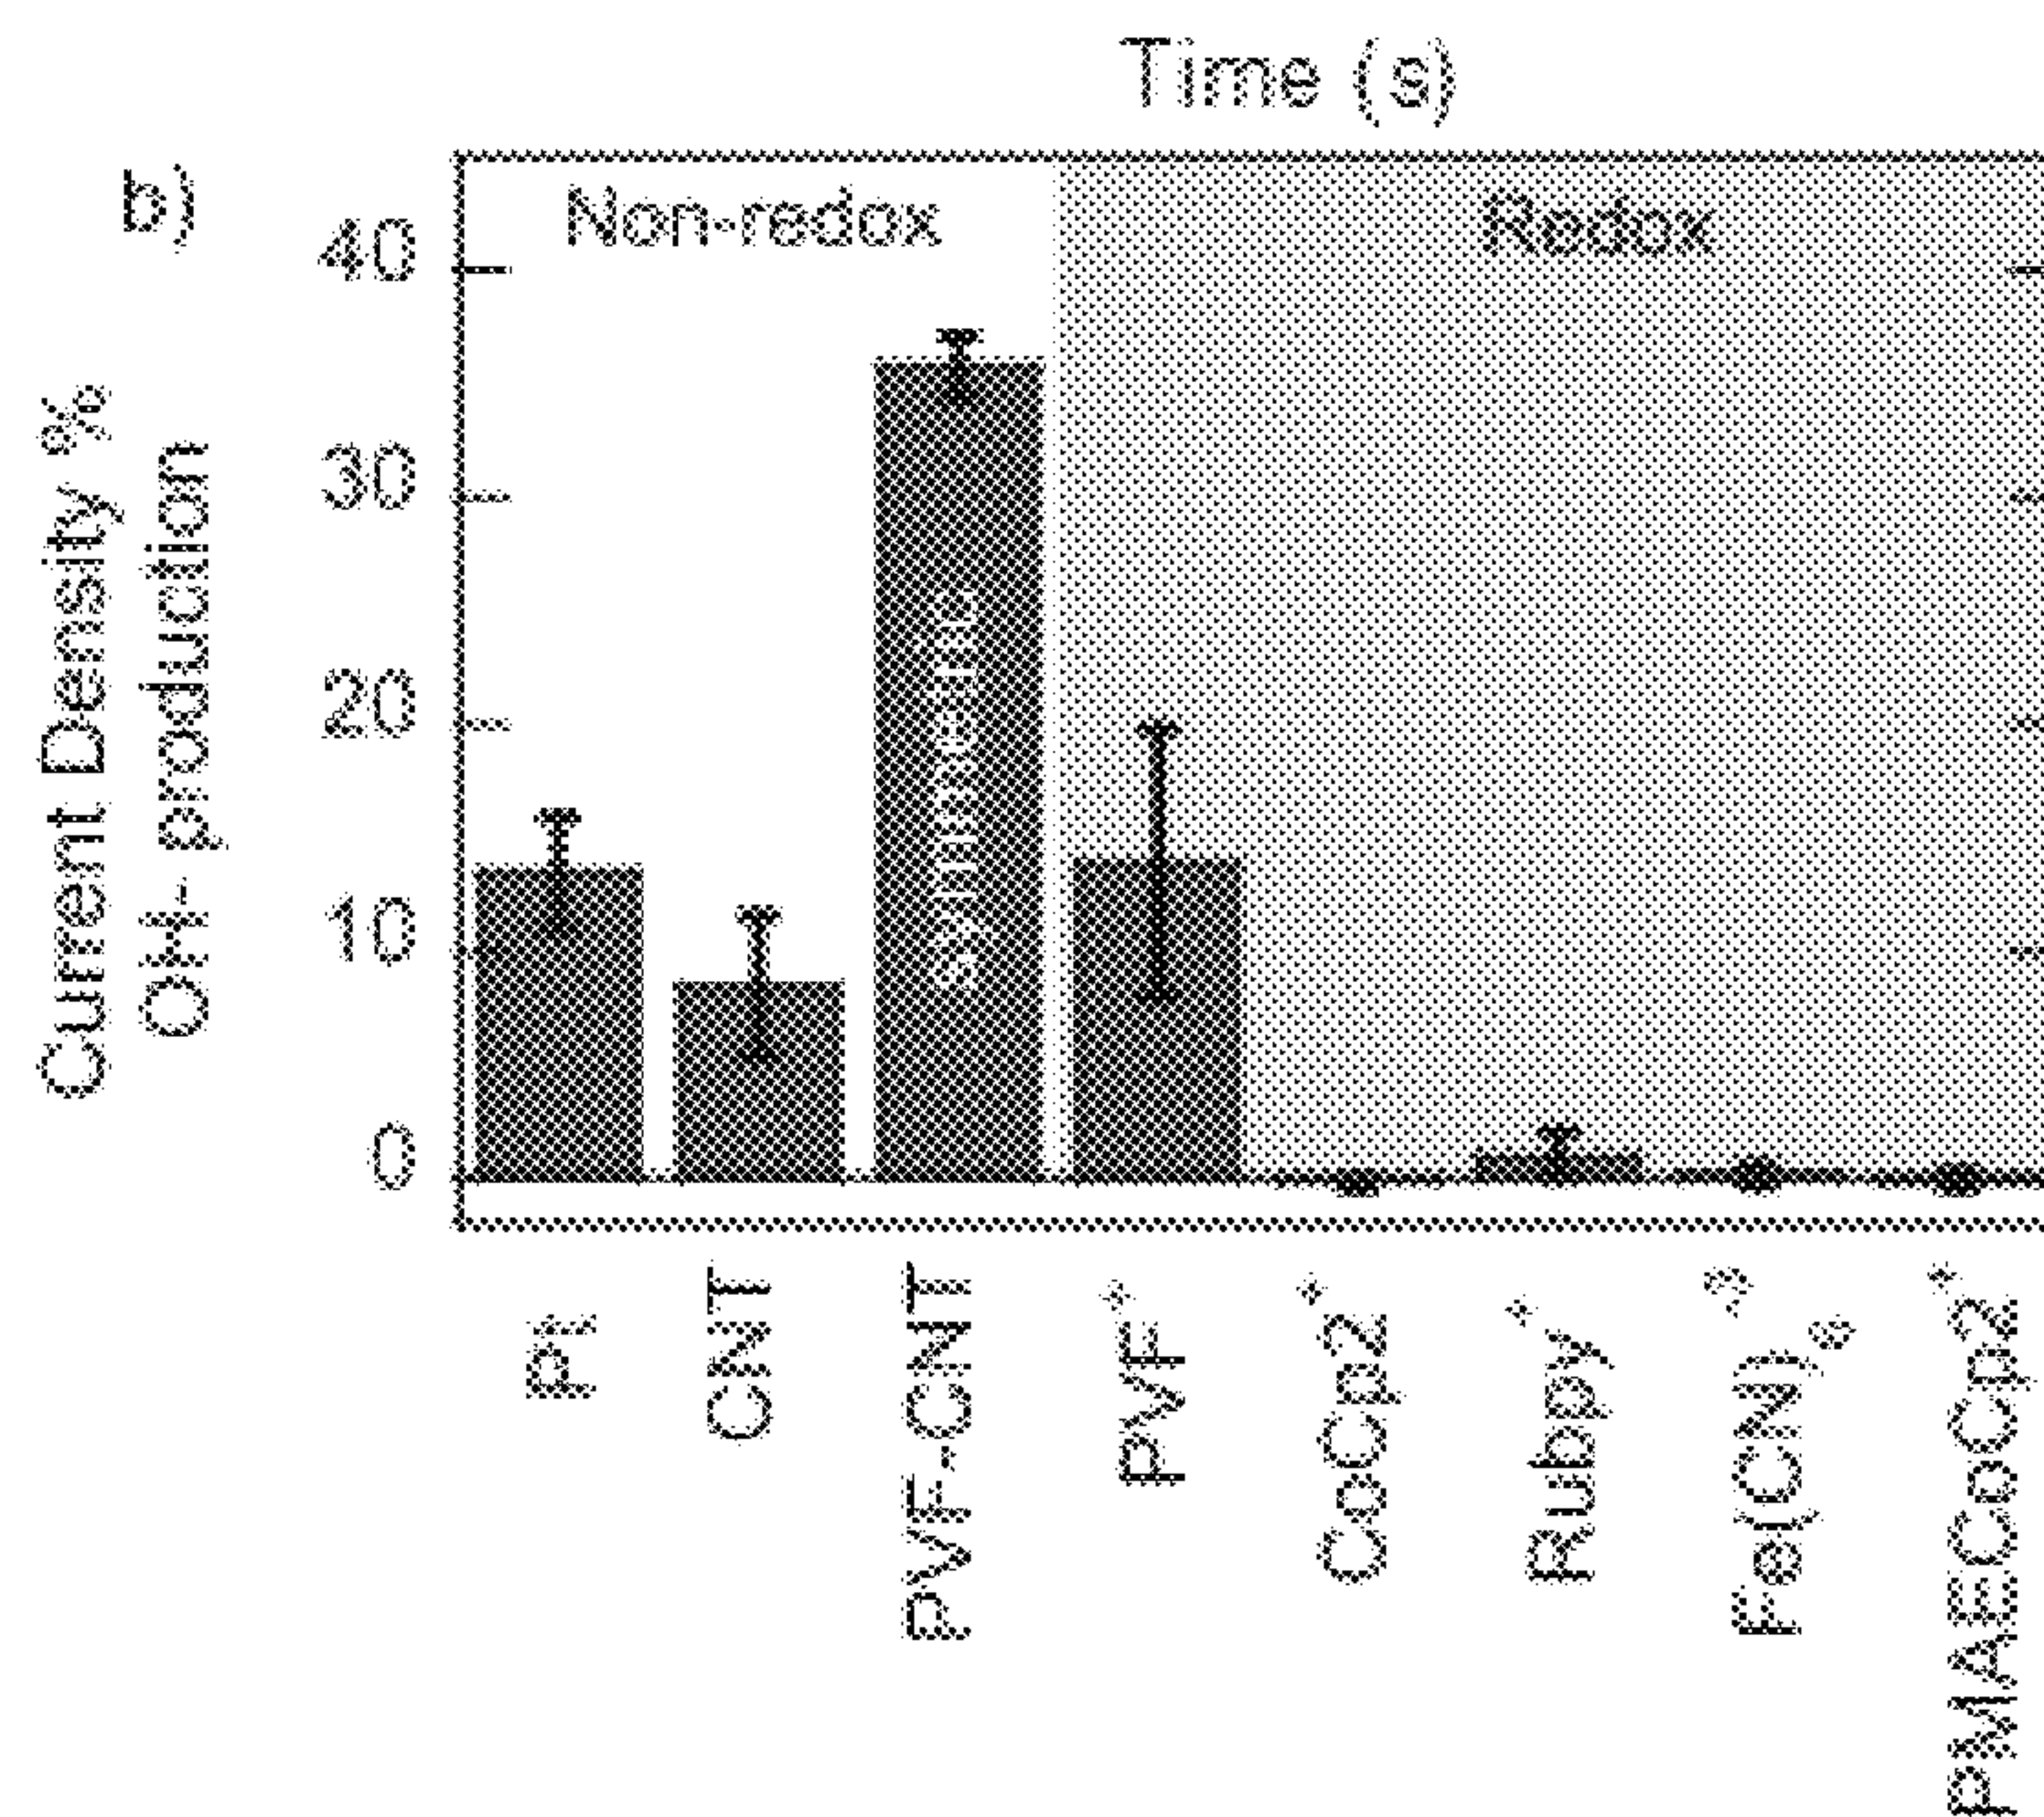 Time (s)
b)
Non-redox
Redox
40
30
20
10
0
Current Density %
OH- production
symmetric
Pt
CNT
PVF-CNT
PVF+
CoCp2+
Rubpy+
Fe(CN)6-3
PMAECoCp2+